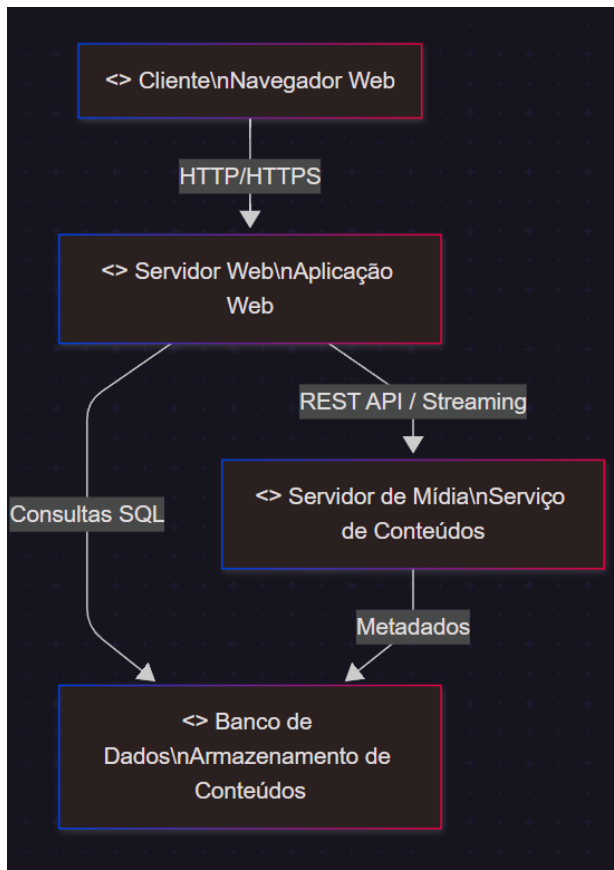 <> Cliente\nNavegador Web
HTTP/HTTPS
<> Servidor Web\nAplicação
Web
REST API / Streaming
<> Servidor de Mídia\nServiço
de Conteúdos
Consultas SQL
Metadados
<> Banco de
Dados\nArmazenamento de
Conteúdos